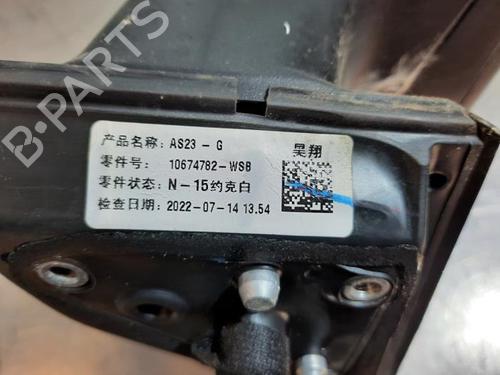 B-PARTS
产品名称: AS23 - G
昊翔
零件号: 10674782-WSB
零件状态: N - 15约克白
检查日期: 2022-07-14 13.54